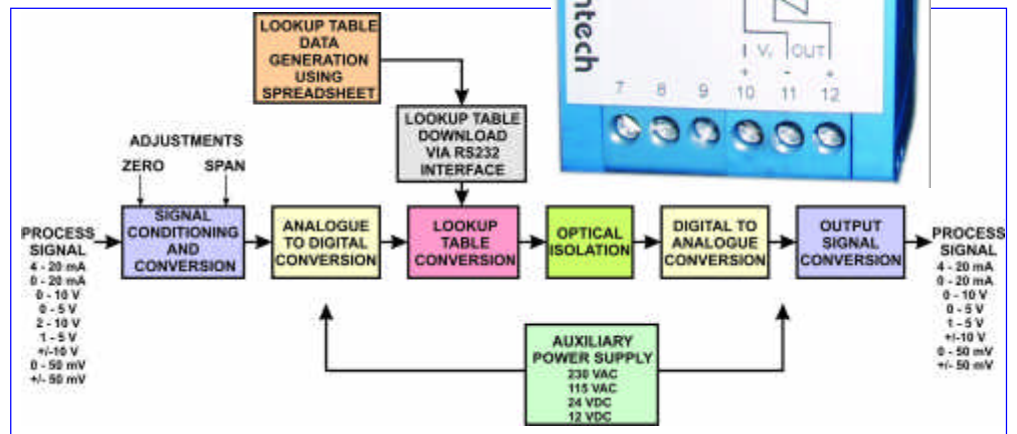 LOOKUP TABLE
DATA
GENERATION
USING
SPREADSHEET
LOOKUP TABLE
DOWNLOAD
VIA RS232
INTERFACE
ADJUSTMENTS
ZERO SPAN
PROCESS
SIGNAL
4 - 20 mA
0 - 20 mA
0 - 10 V
0 - 5 V
2 - 10 V
1 - 5 V
+/-10 V
0 - 50 mV
+/- 50 mV
SIGNAL
CONDITIONING
AND
CONVERSION
ANALOGUE
TO DIGITAL
CONVERSION
LOOKUP
TABLE
CONVERSION
OPTICAL
ISOLATION
DIGITAL TO
ANALOGUE
CONVERSION
OUTPUT
SIGNAL
CONVERSION
PROCESS
SIGNAL
4 - 20 mA
0 - 20 mA
0 - 10 V
0 - 5 V
1 - 5 V
+/-10 V
0 - 50 mV
+/- 50 mV
AUXILIARY
POWER SUPPLY
230 VAC
115 VAC
24 VDC
12 VDC
ntech
I V, OUT
+ - +
7 8 9 10 11 12